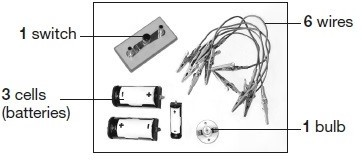 6 wires
1 switch
3 cells
(batteries)
1 bulb
- +
- +
+
-